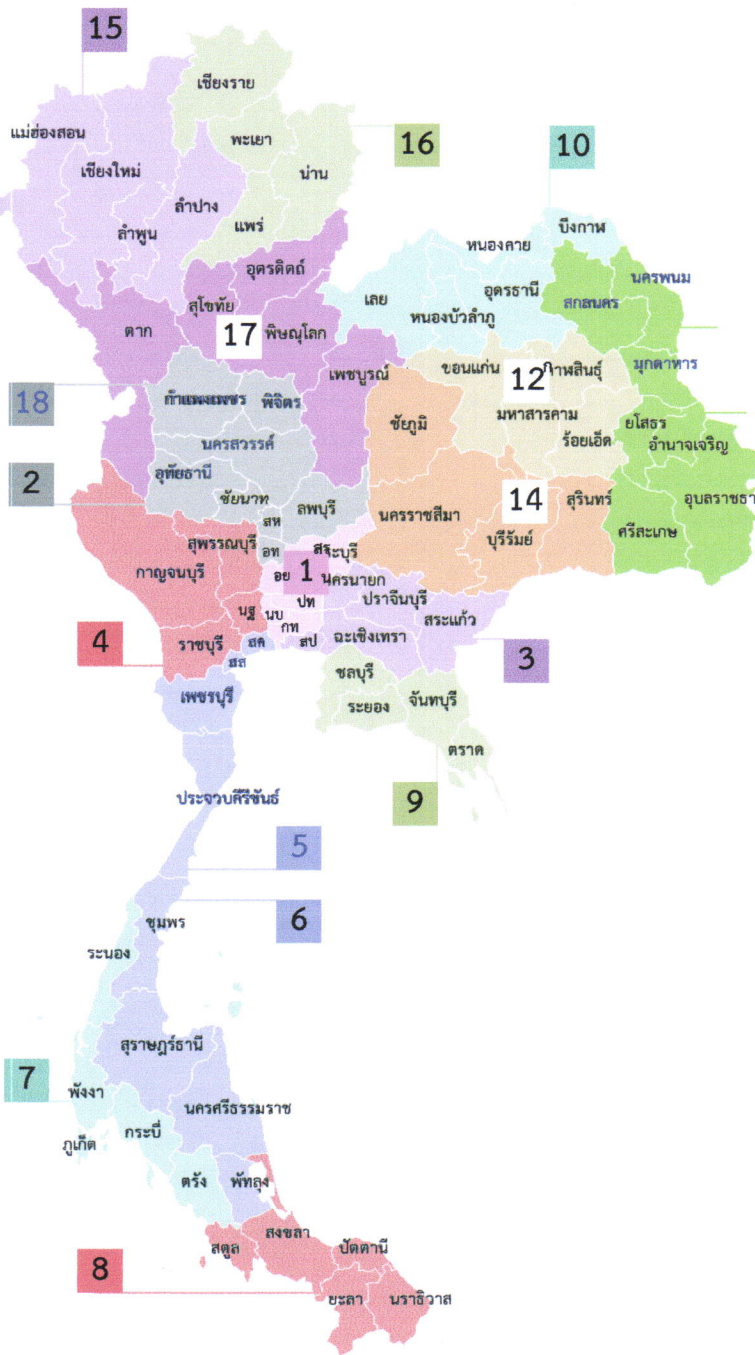 15
เชียงราย
แม่ฮ่องสอน
พะเยา
16
10
เชียงใหม่
น่าน
ลำปาง
ลำพูน
แพร่
หนองคาย
บึงกาฬ
อุตรดิตถ์
อุดรธานี
นครพนม
สุโขทัย
เลย
สกลนคร
ตาก
17
พิษณุโลก
หนองบัวลำภู
เพชบูรณ์
ขอนแก่น
12
กาฬสินธุ์
มุกดาหาร
18
กำแพงเพชร
พิจิตร
ชัยภูมิ
มหาสารคาม
ยโสธร
นครสวรรค์
ร้อยเอ็ด
อำนาจเจริญ
2
อุทัยธานี
ชัยนาท
ลพบุรี
นครราชสีมา
14
สุรินทร์
อุบลราชธา
สห
สุพรรณบุรี
อท
สระบุรี
บุรีรัมย์
ศรีสะเกษ
กาญจนบุรี
อย
1
นครนายก
ปราจีนบุรี
นฐ
นบ
ปท
สระแก้ว
4
ราชบุรี
สค
กท
สป
ฉะเชิงเทรา
3
สส
ชลบุรี
เพชรบุรี
ระยอง
จันทบุรี
ตราด
ประจวบคีรีขันธ์
9
5
6
ชุมพร
ระนอง
สุราษฎร์ธานี
7
พังงา
นครศรีธรรมราช
ภูเก็ต
กระบี่
ตรัง
พัทลุง
สงขลา
สตูล
ปัตตานี
8
ยะลา
นราธิวาส